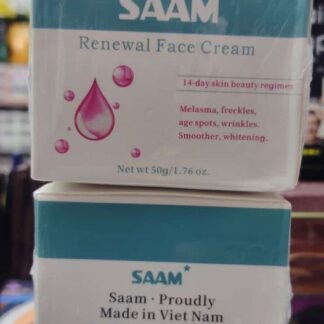 SAAM
Renewal Face Cream
14-day skin beauty regimen
Melasma, freckles,
age spots, wrinkles.
Smoother, whitening.
Net wt 50g/1.76 oz.
SAAM*
Saam · Proudly
Made in Viet Nam